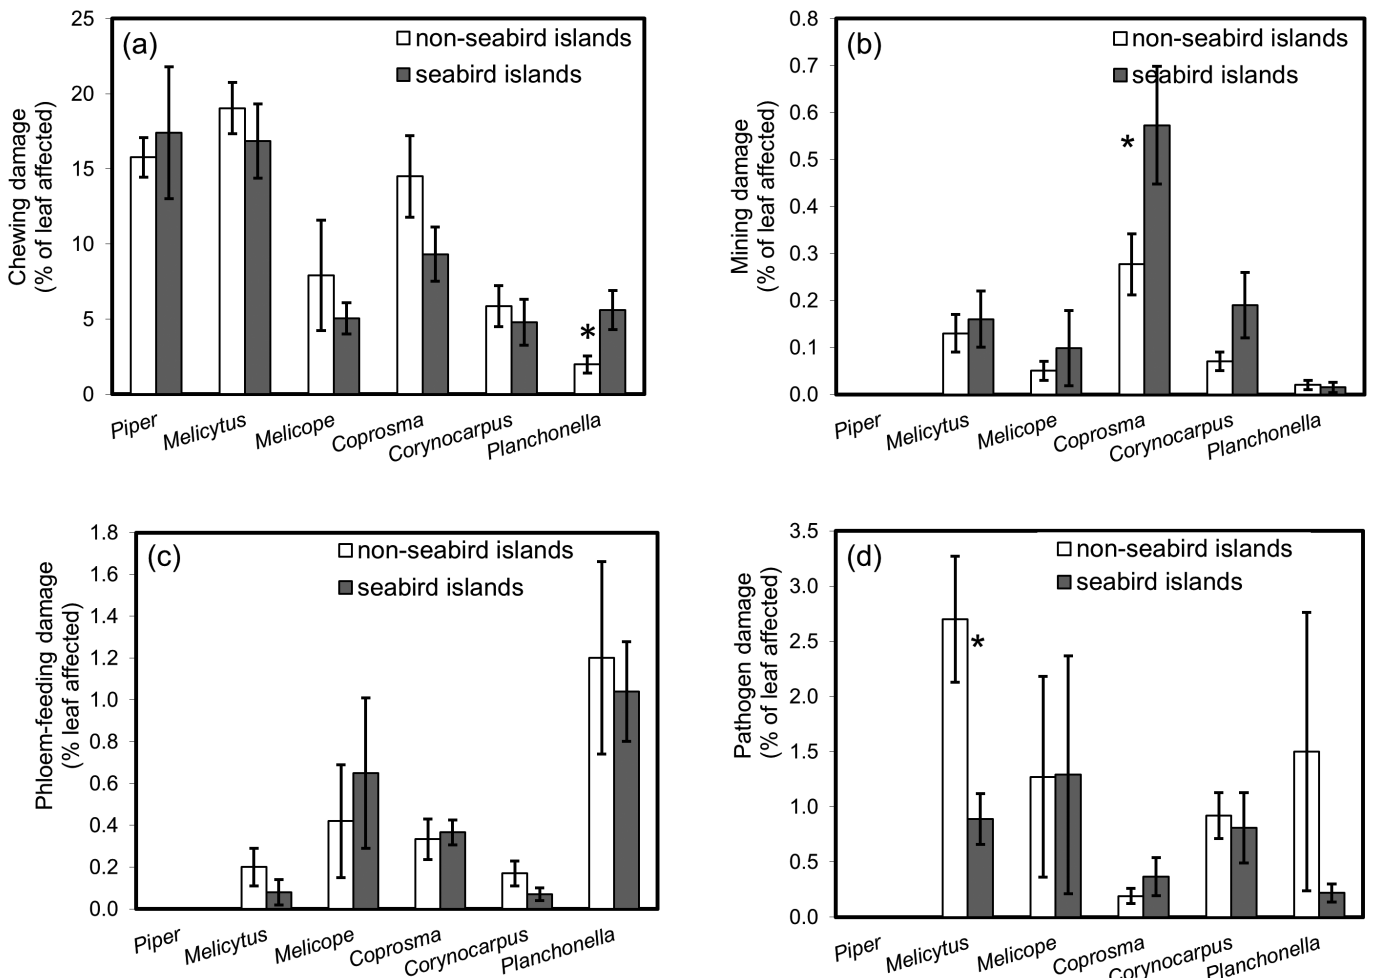 (a)
non-seabird islands
seabird islands
Chewing damage
(% of leaf affected)
25
20
15
10
5
0
*
Piper Melicytus Melicope Coprosma Corynocarpus Planchonella
(b)
non-seabird islands
seabird islands
Mining damage
(% of leaf affected)
0.8
0.7
0.6
0.5
0.4
0.3
0.2
0.1
0.0
*
Piper Melicytus Melicope Coprosma Corynocarpus Planchonella
(c)
non-seabird islands
seabird islands
Phloem-feeding damage
(% leaf affected)
1.8
1.6
1.4
1.2
1.0
0.8
0.6
0.4
0.2
0.0
Piper Melicytus Melicope Coprosma Corynocarpus Planchonella
(d)
non-seabird islands
seabird islands
Pathogen damage
(% of leaf affected)
3.5
3.0
2.5
2.0
1.5
1.0
0.5
0.0
*
Piper Melicytus Melicope Coprosma Corynocarpus Planchonella